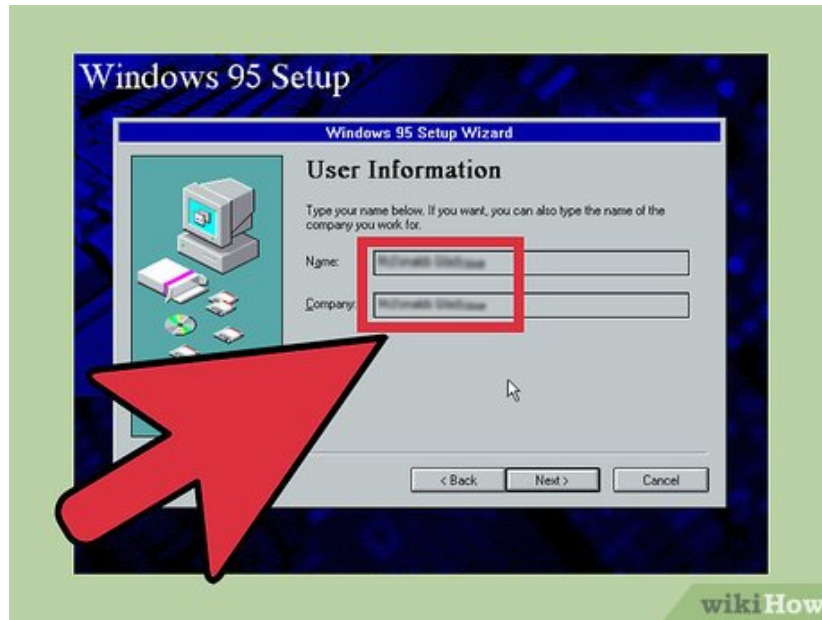 Windows 95 Setup
Windows 95 Setup Wizard
User Information
Type your name below. If you want, you can also type the name of the
company you work for.
Name:
Company:
< Back Next > Cancel
wikiHow